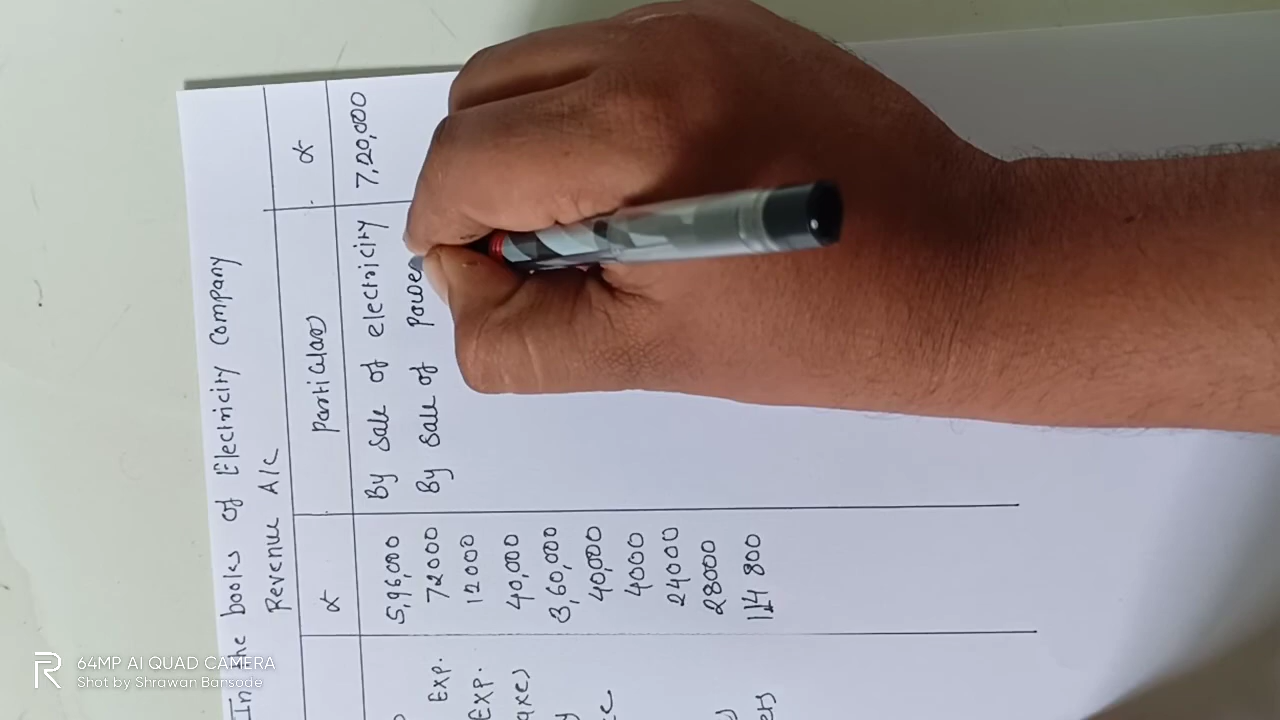 In the books of Electricity Company
Revenue A/C
₹ Particulars ₹
5,96,000 By Sale of electricity 7,20,000
72000 By Sale of Power
Exp. 12000
Exp. 40,000
axes) 3,60,000
40,000
4000
24000
28000
114 800
64MP AI QUAD CAMERA
Shot by Shrawan Bansode